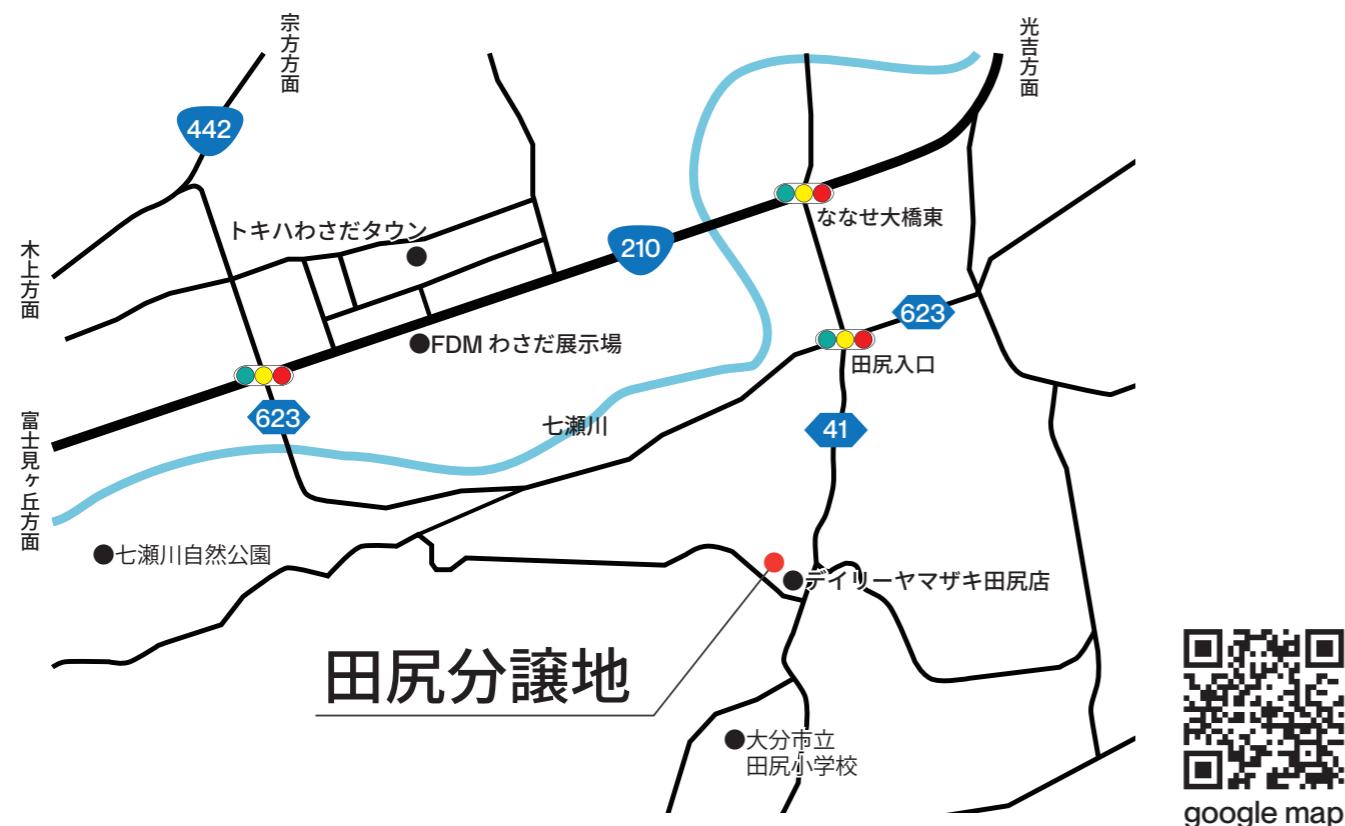 宗方方面
光吉方面
442
トキハわさだタウン
210
ななせ大橋東
木上方面
623
FDM わさだ展示場
田尻入口
623
七瀬川
41
富士見ヶ丘方面
七瀬川自然公園
デイリーヤマザキ田尻店
田尻分譲地
大分市立
田尻小学校
google map